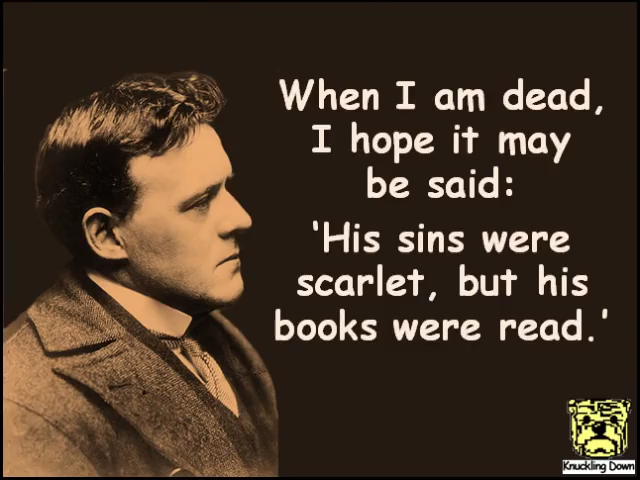 When I am dead,
I hope it may
be said:
‘His sins were
scarlet, but his
books were read.’
Knuckling Down